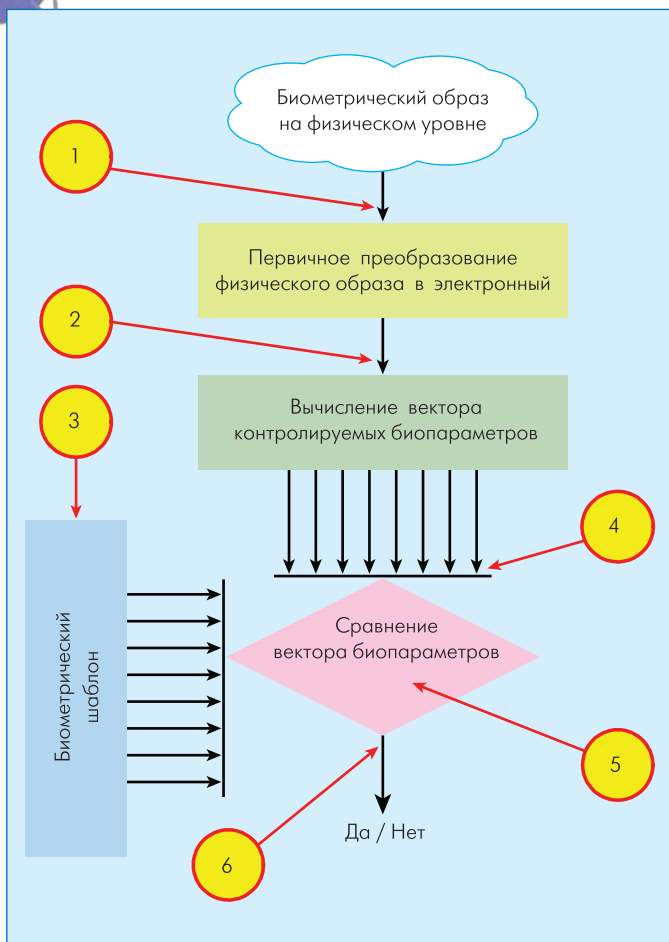 Биометрический образ
на физическом уровне
1
Первичное преобразование
физического образа в электронный
2
Вычисление вектора
контролируемых биопараметров
3
4
Биометрический
шаблон
Сравнение
вектора биопараметров
5
Да / Нет
6